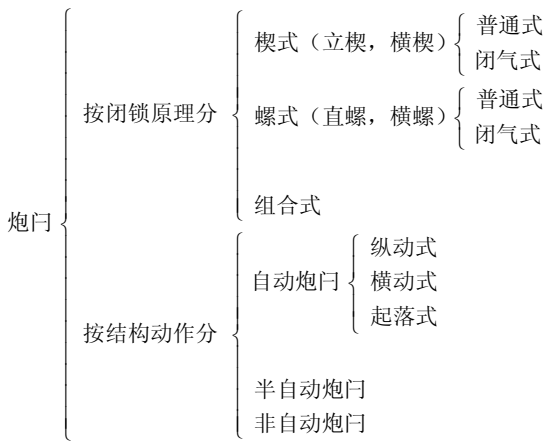 炮闩
按闭锁原理分
楔式（立楔，横楔）
普通式
闭气式
螺式（直螺，横螺）
普通式
闭气式
组合式
按结构动作分
自动炮闩
纵动式
横动式
起落式
半自动炮闩
非自动炮闩